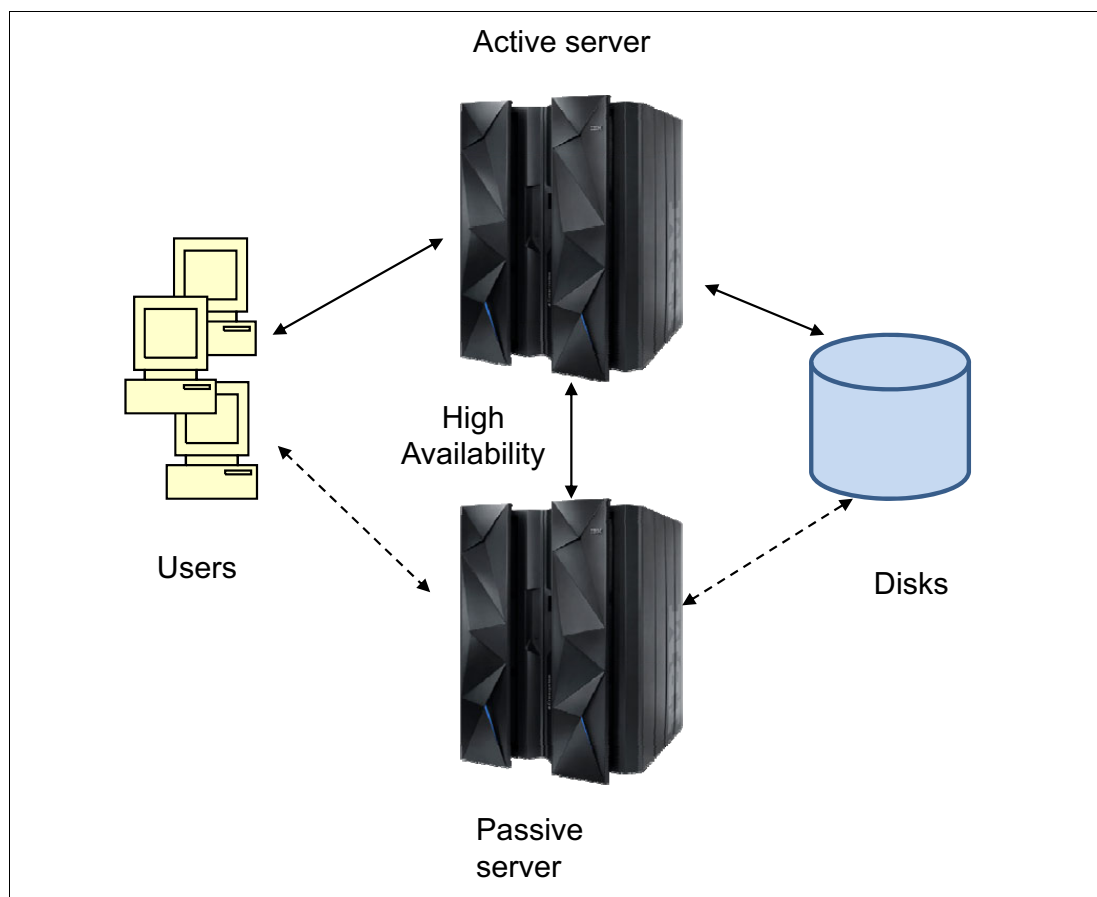 Active server
High
Availability
Users
Disks
Passive
server